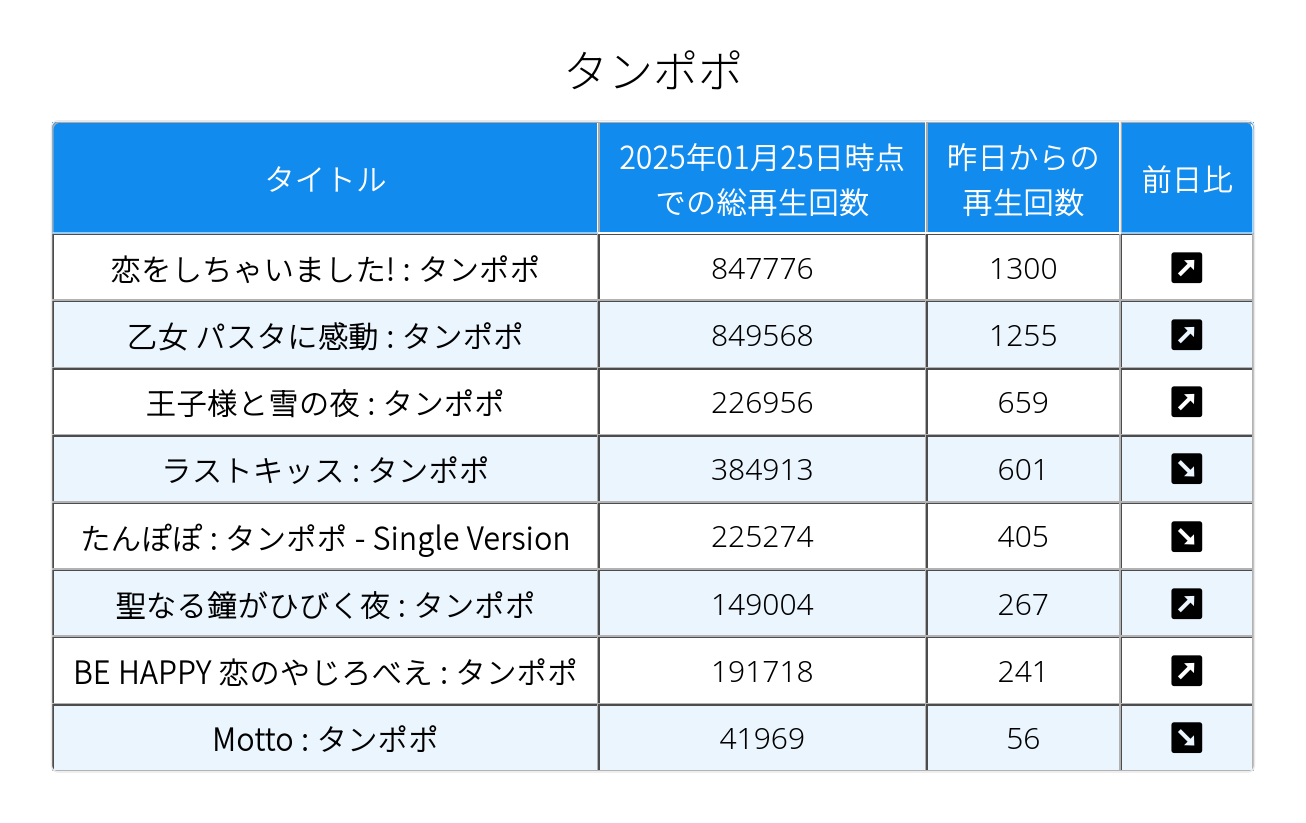 タンポポ
タイトル 2025年01月25日時点での総再生回数 昨日からの再生回数 前日比
恋をしちゃいました! : タンポポ 847776 1300 ↗
乙女 パスタに感動 : タンポポ 849568 1255 ↗
王子様と雪の夜 : タンポポ 226956 659 ↗
ラストキッス : タンポポ 384913 601 ↘
たんぽぽ : タンポポ - Single Version 225274 405 ↘
聖なる鐘がひびく夜 : タンポポ 149004 267 ↗
BE HAPPY 恋のやじろべえ : タンポポ 191718 241 ↗
Motto : タンポポ 41969 56 ↘